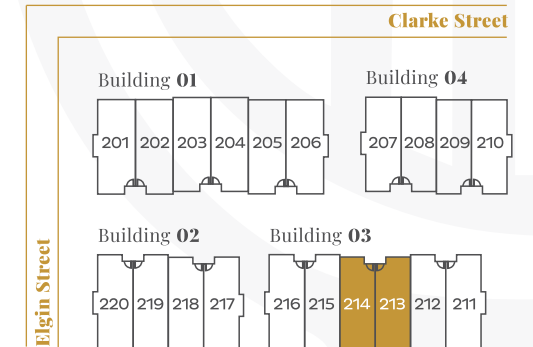 Clarke Street
Building 01
201 202 203 204 205 206
Building 04
207 208 209 210
Elgin Street
Building 02
220 219 218 217
Building 03
216 215 214 213 212 211